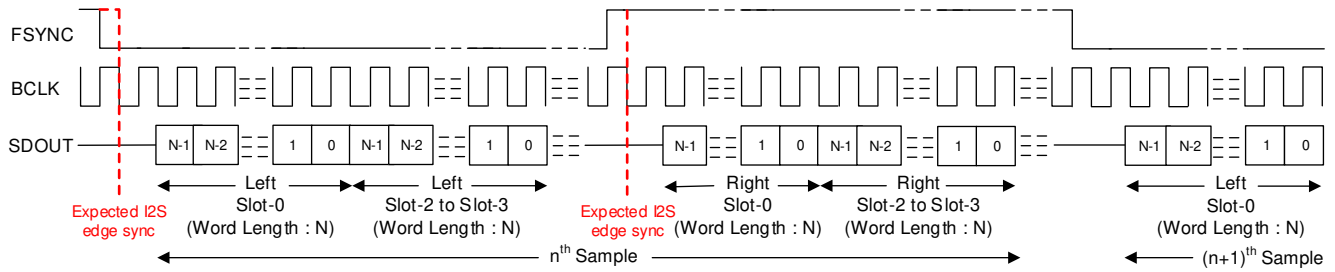 FSYNC
BCLK
SDOUT
N-1 N-2 1 0 N-1 N-2 1 0 N-1 1 0 N-1 N-2 1 0 N-1 N-2 1 0
Left Left Right Right Left
Expected I2S edge sync
Slot-0 (Word Length : N)
Slot-2 to Slot-3 (Word Length : N)
Expected I2S edge sync
Slot-0 (Word Length : N)
Slot-2 to Slot-3 (Word Length : N)
Slot-0 (Word Length : N)
nth Sample
(n+1)th Sample